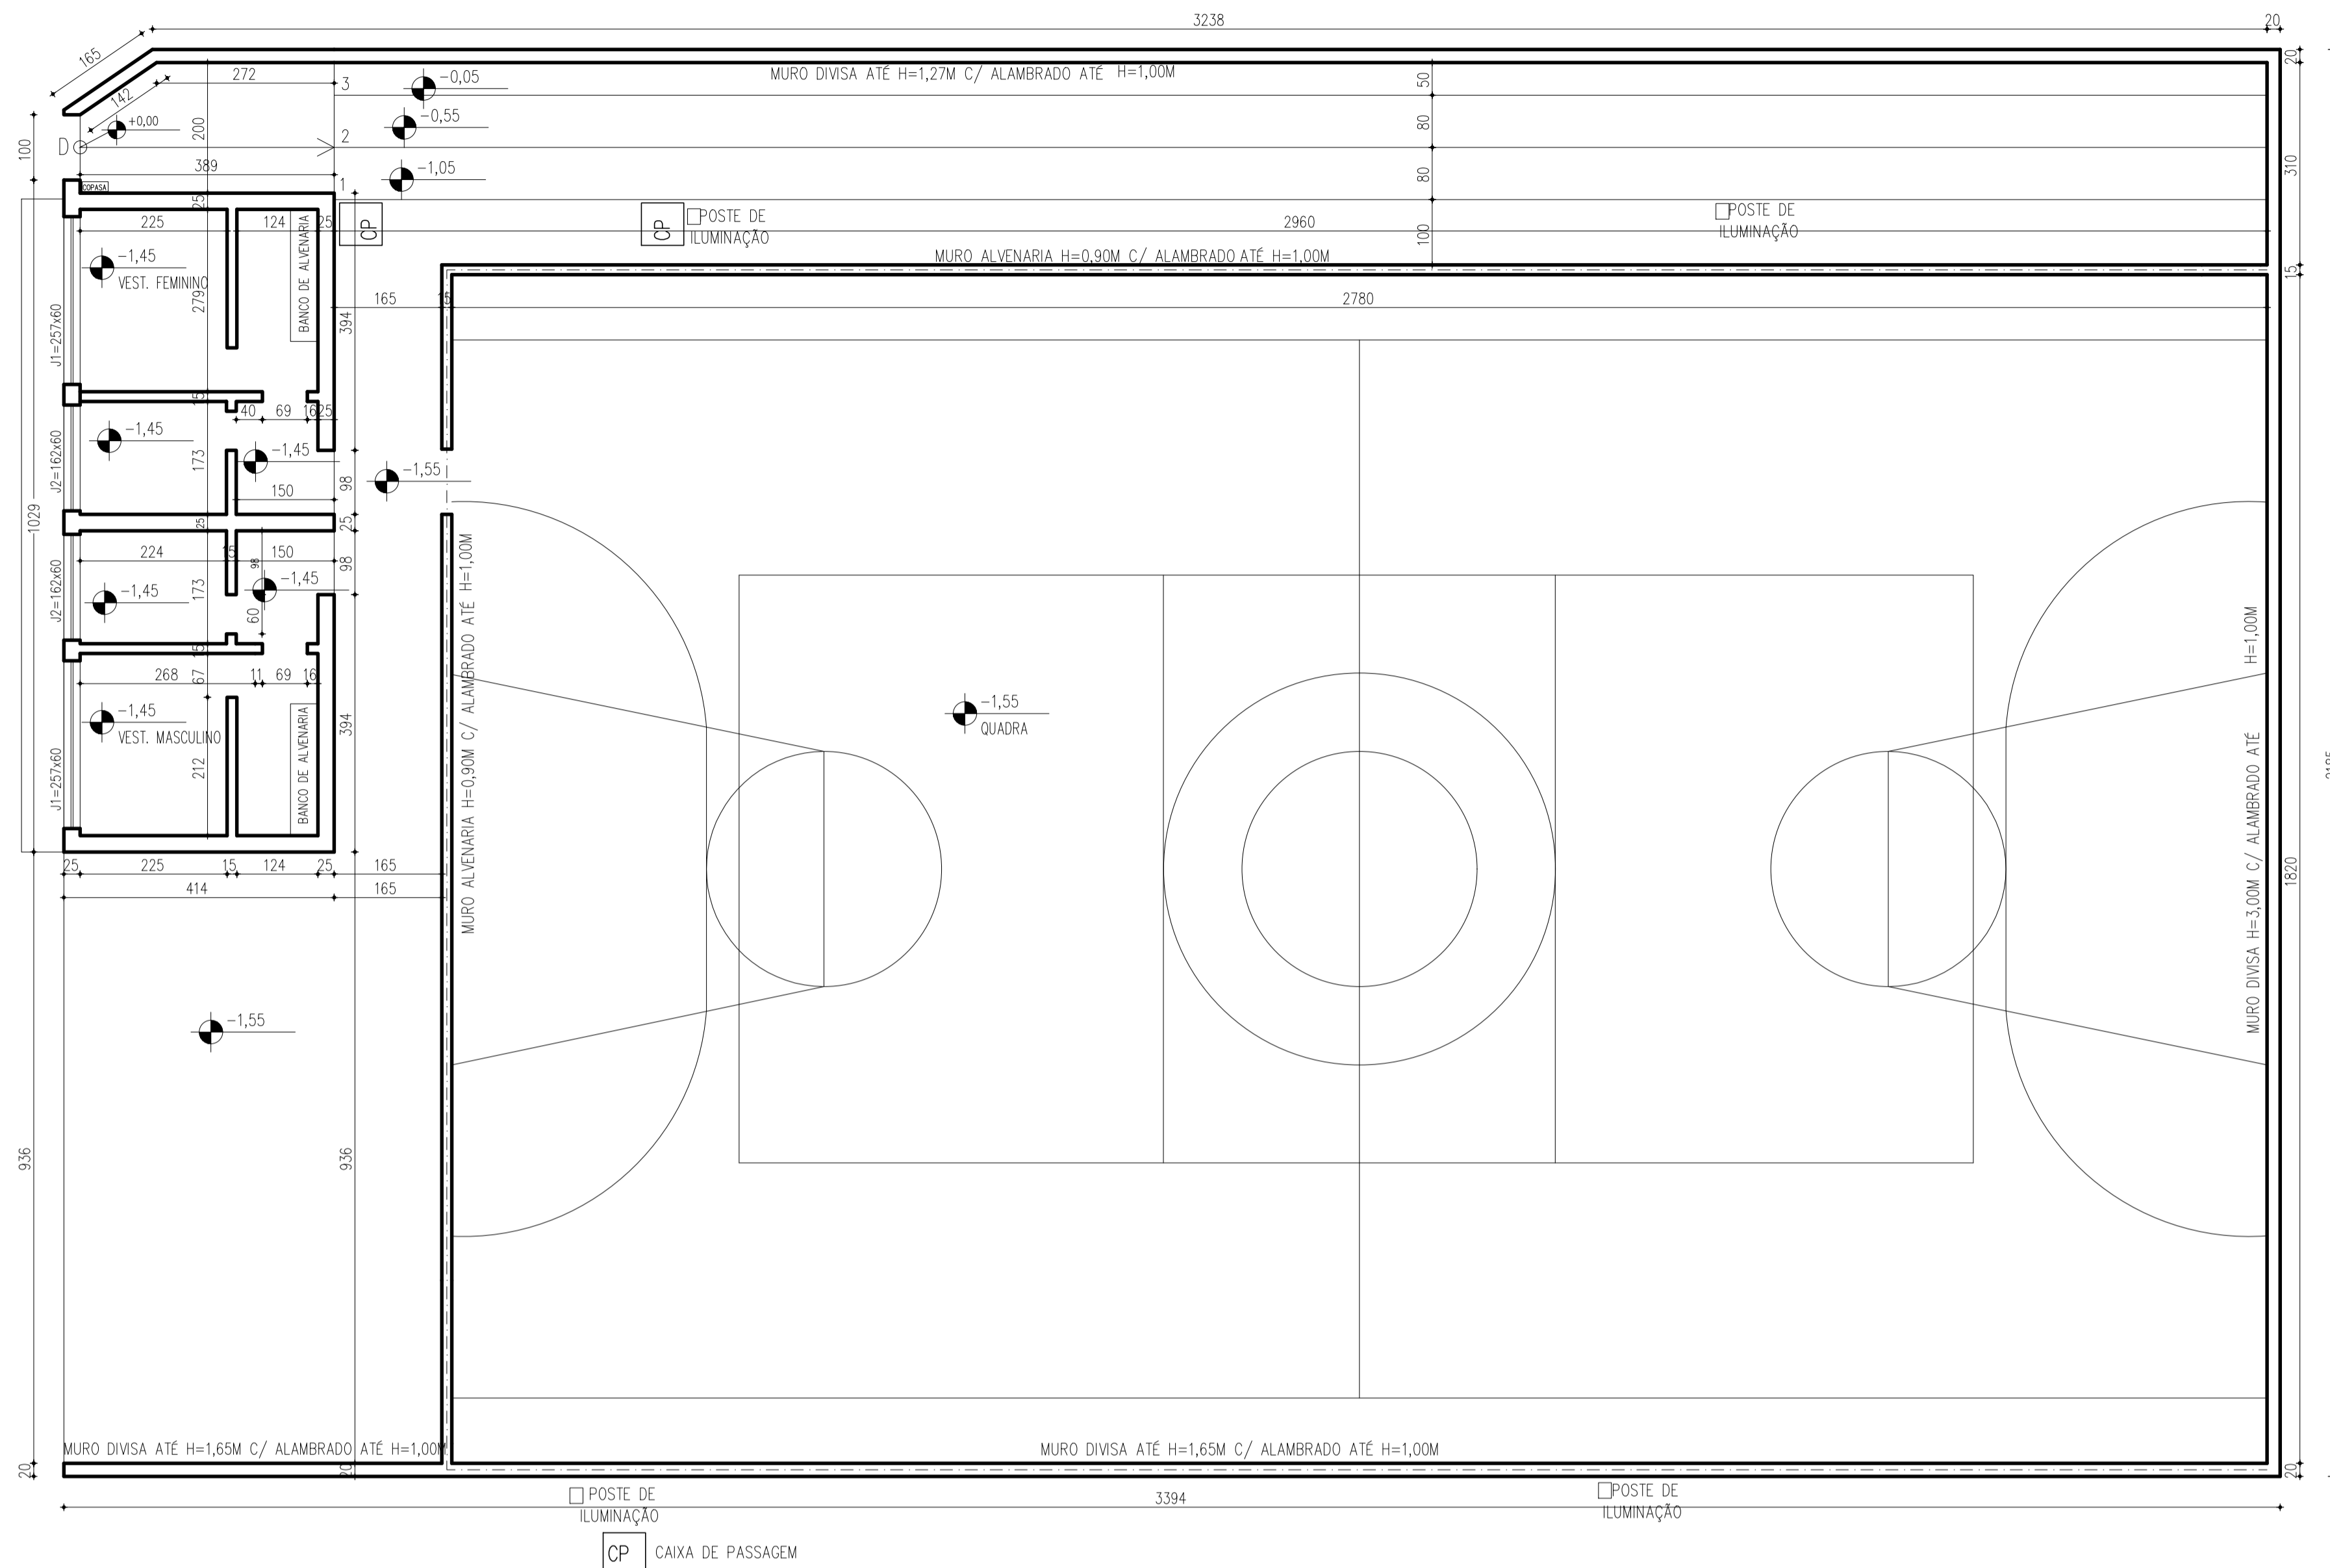 3238
20
165
272
3
-0,05
MURO DIVISA ATÉ H=1,27M C/ ALAMBRADO ATÉ H=1,00M
50
20
142
+0,00
200
-0,55
80
100
D
2
389
-1,05
80
310
COPASA
1
25
225
124
25
CP
CP
POSTE DE
ILUMINAÇÃO
2960
POSTE DE
ILUMINAÇÃO
100
BANCO DE ALVENARIA
MURO ALVENARIA H=0,90M C/ ALAMBRADO ATÉ H=1,00M
-1,45
VEST. FEMININO
279
15
165
15
2780
394
J1=257x60
15
40
69
16
25
-1,45
-1,45
173
J2=162x60
-1,55
150
98
1029
25
25
224
15
150
98
98
J2=162x60
-1,45
173
-1,45
60
MURO ALVENARIA H=0,90M C/ ALAMBRADO ATÉ H=1,00M
15
268
11
69
16
67
-1,45
VEST. MASCULINO
212
BANCO DE ALVENARIA
394
J1=257x60
-1,55
QUADRA
MURO DIVISA H=3,00M C/ ALAMBRADO ATÉ H=1,00M
1820
25
225
15
124
25
165
414
165
-1,55
936
936
MURO DIVISA ATÉ H=1,65M C/ ALAMBRADO ATÉ H=1,00M
MURO DIVISA ATÉ H=1,65M C/ ALAMBRADO ATÉ H=1,00M
20
20
20
POSTE DE
ILUMINAÇÃO
3394
POSTE DE
ILUMINAÇÃO
CP
CAIXA DE PASSAGEM